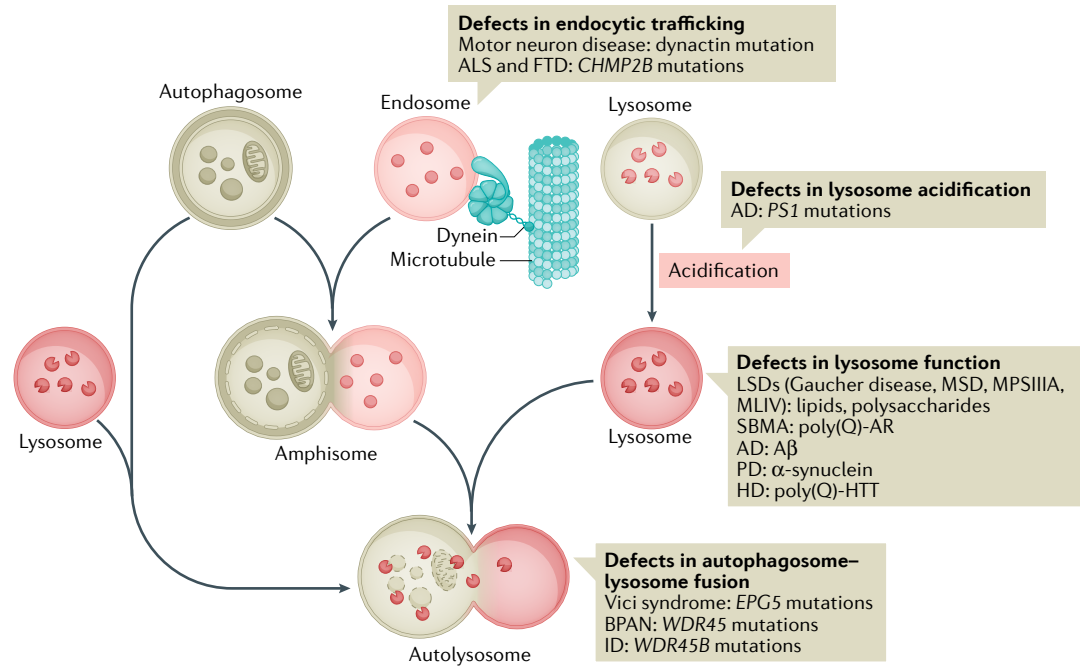 Defects in endocytic trafficking
Motor neuron disease: dynactin mutation
ALS and FTD: CHMP2B mutations
Autophagosome
Endosome
Lysosome
Defects in lysosome acidification
AD: PS1 mutations
Dynein
Microtubule
Acidification
Lysosome
Amphisome
Lysosome
Defects in lysosome function
LSDs (Gaucher disease, MSD, MPSIIIA,
MLIV): lipids, polysaccharides
SBMA: poly(Q)-AR
AD: Aβ
PD: α-synuclein
HD: poly(Q)-HTT
Defects in autophagosome–
lysosome fusion
Vici syndrome: EPG5 mutations
BPAN: WDR45 mutations
ID: WDR45B mutations
Autolysosome